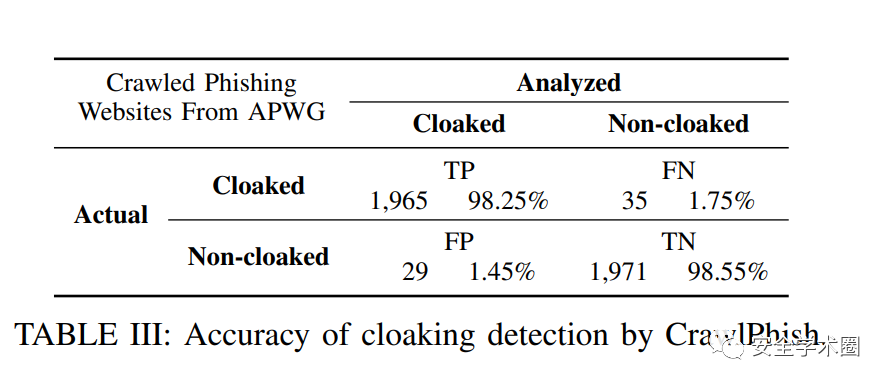 Crawled Phishing
Websites From APWG
Analyzed
Cloaked Non-cloaked
Actual
Cloaked
TP FN
1,965 98.25% 35 1.75%
Non-cloaked
FP TN
29 1.45% 1,971 98.55%
TABLE III: Accuracy of cloaking detection by CrawlPhish.
安全学术圈